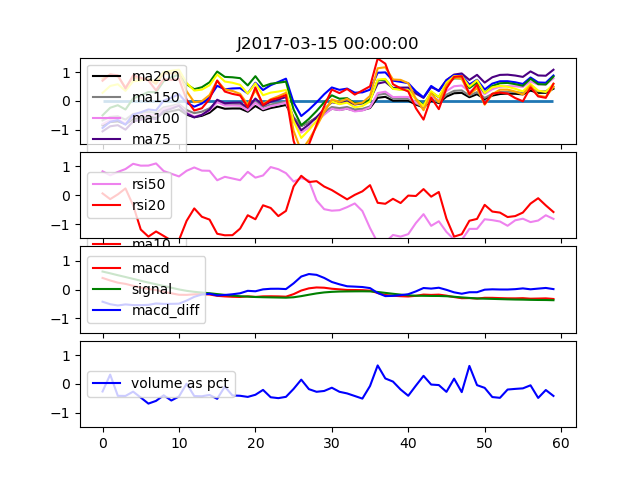 J2017-03-15 00:00:00
1
0
−1
ma200
ma150
ma100
ma75
1
0
−1
rsi50
rsi20
ma10
1
0
−1
macd
signal
macd_diff
1
0
−1
volume as pct
0 10 20 30 40 50 60